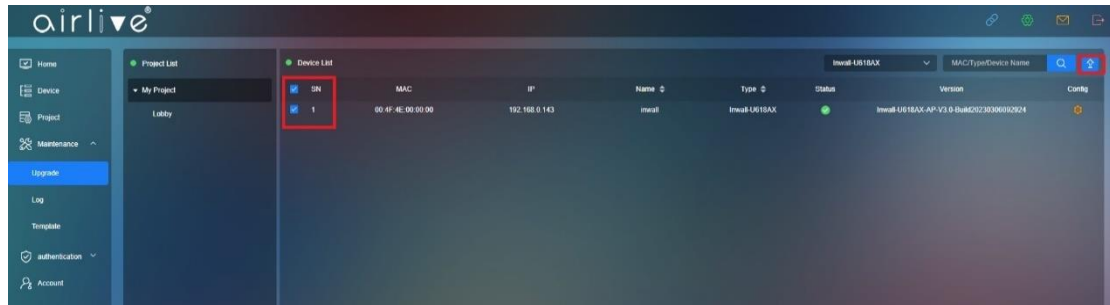 airlive®
Home
Device
Project
Maintenance
Upgrade
Log
Template
authentication
Account
Project List
My Project
Lobby
Device List
Inwall-U618AX
MAC/Type/Device Name
SN MAC IP Name Type Status Version Config
1 00:4F:4E:00:00:00 192.168.0.143 inwall Inwall-U618AX Inwall-U618AX-AP-V3.0-Build20230306092924